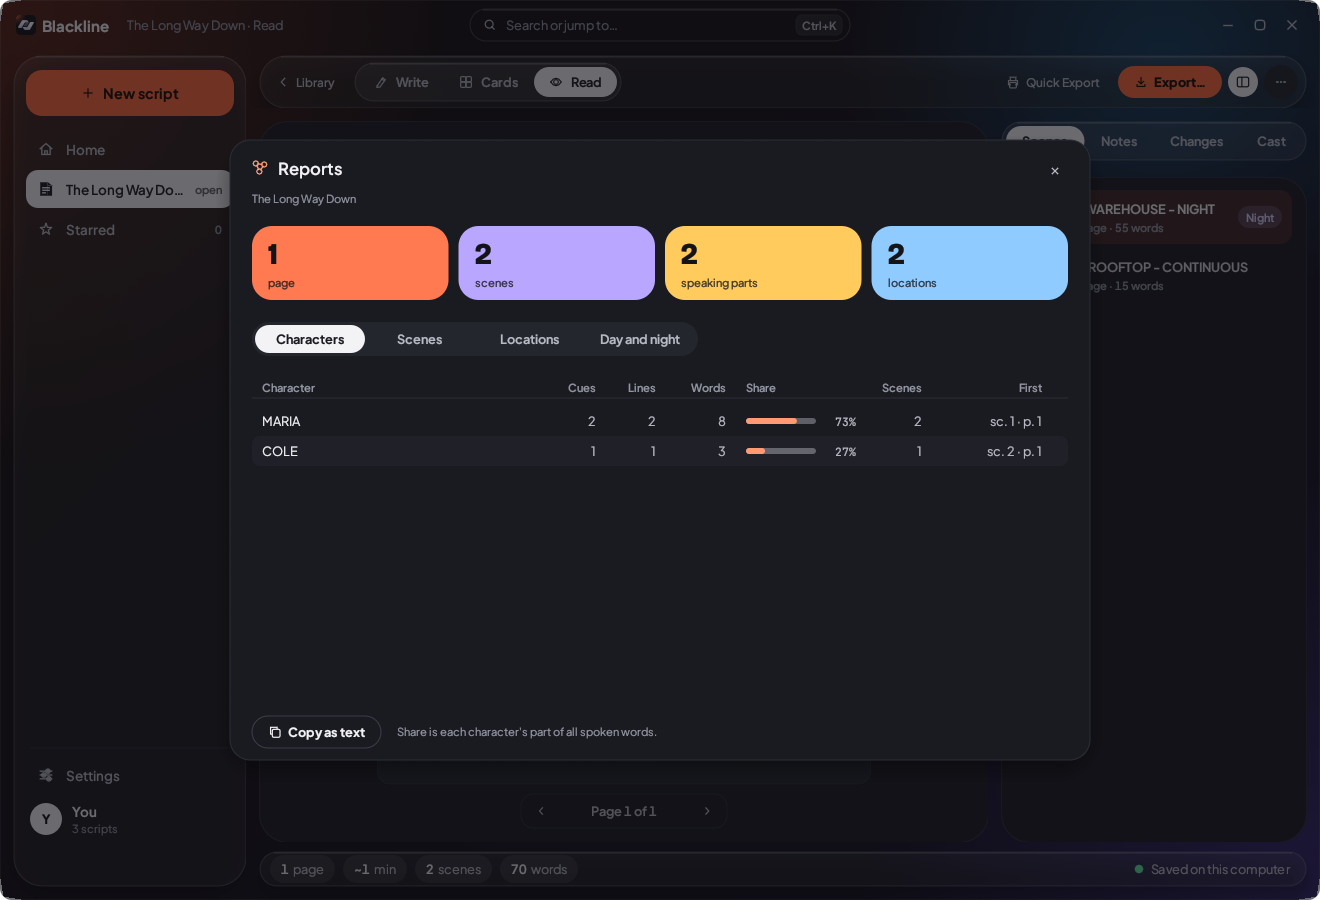 Blackline
The Long Way Down · Read
Search or jump to...
Ctrl+K
New script
Library
Write
Cards
Read
Quick Export
Export...
Home
The Long Way Do...
open
Starred
0
Notes
Changes
Cast
Reports
The Long Way Down
1
page
2
scenes
2
speaking parts
2
locations
Characters
Scenes
Locations
Day and night
Character Cues Lines Words Share Scenes First
MARIA 2 2 8 73% 2 sc. 1 · p. 1
COLE 1 1 3 27% 1 sc. 2 · p. 1
Copy as text
Share is each character's part of all spoken words.
WAREHOUSE - NIGHT
· 55 words
Night
ROOFTOP - CONTINUOUS
· 15 words
Settings
Y
You
3 scripts
Page 1 of 1
1 page
~1 min
2 scenes
70 words
Saved on this computer